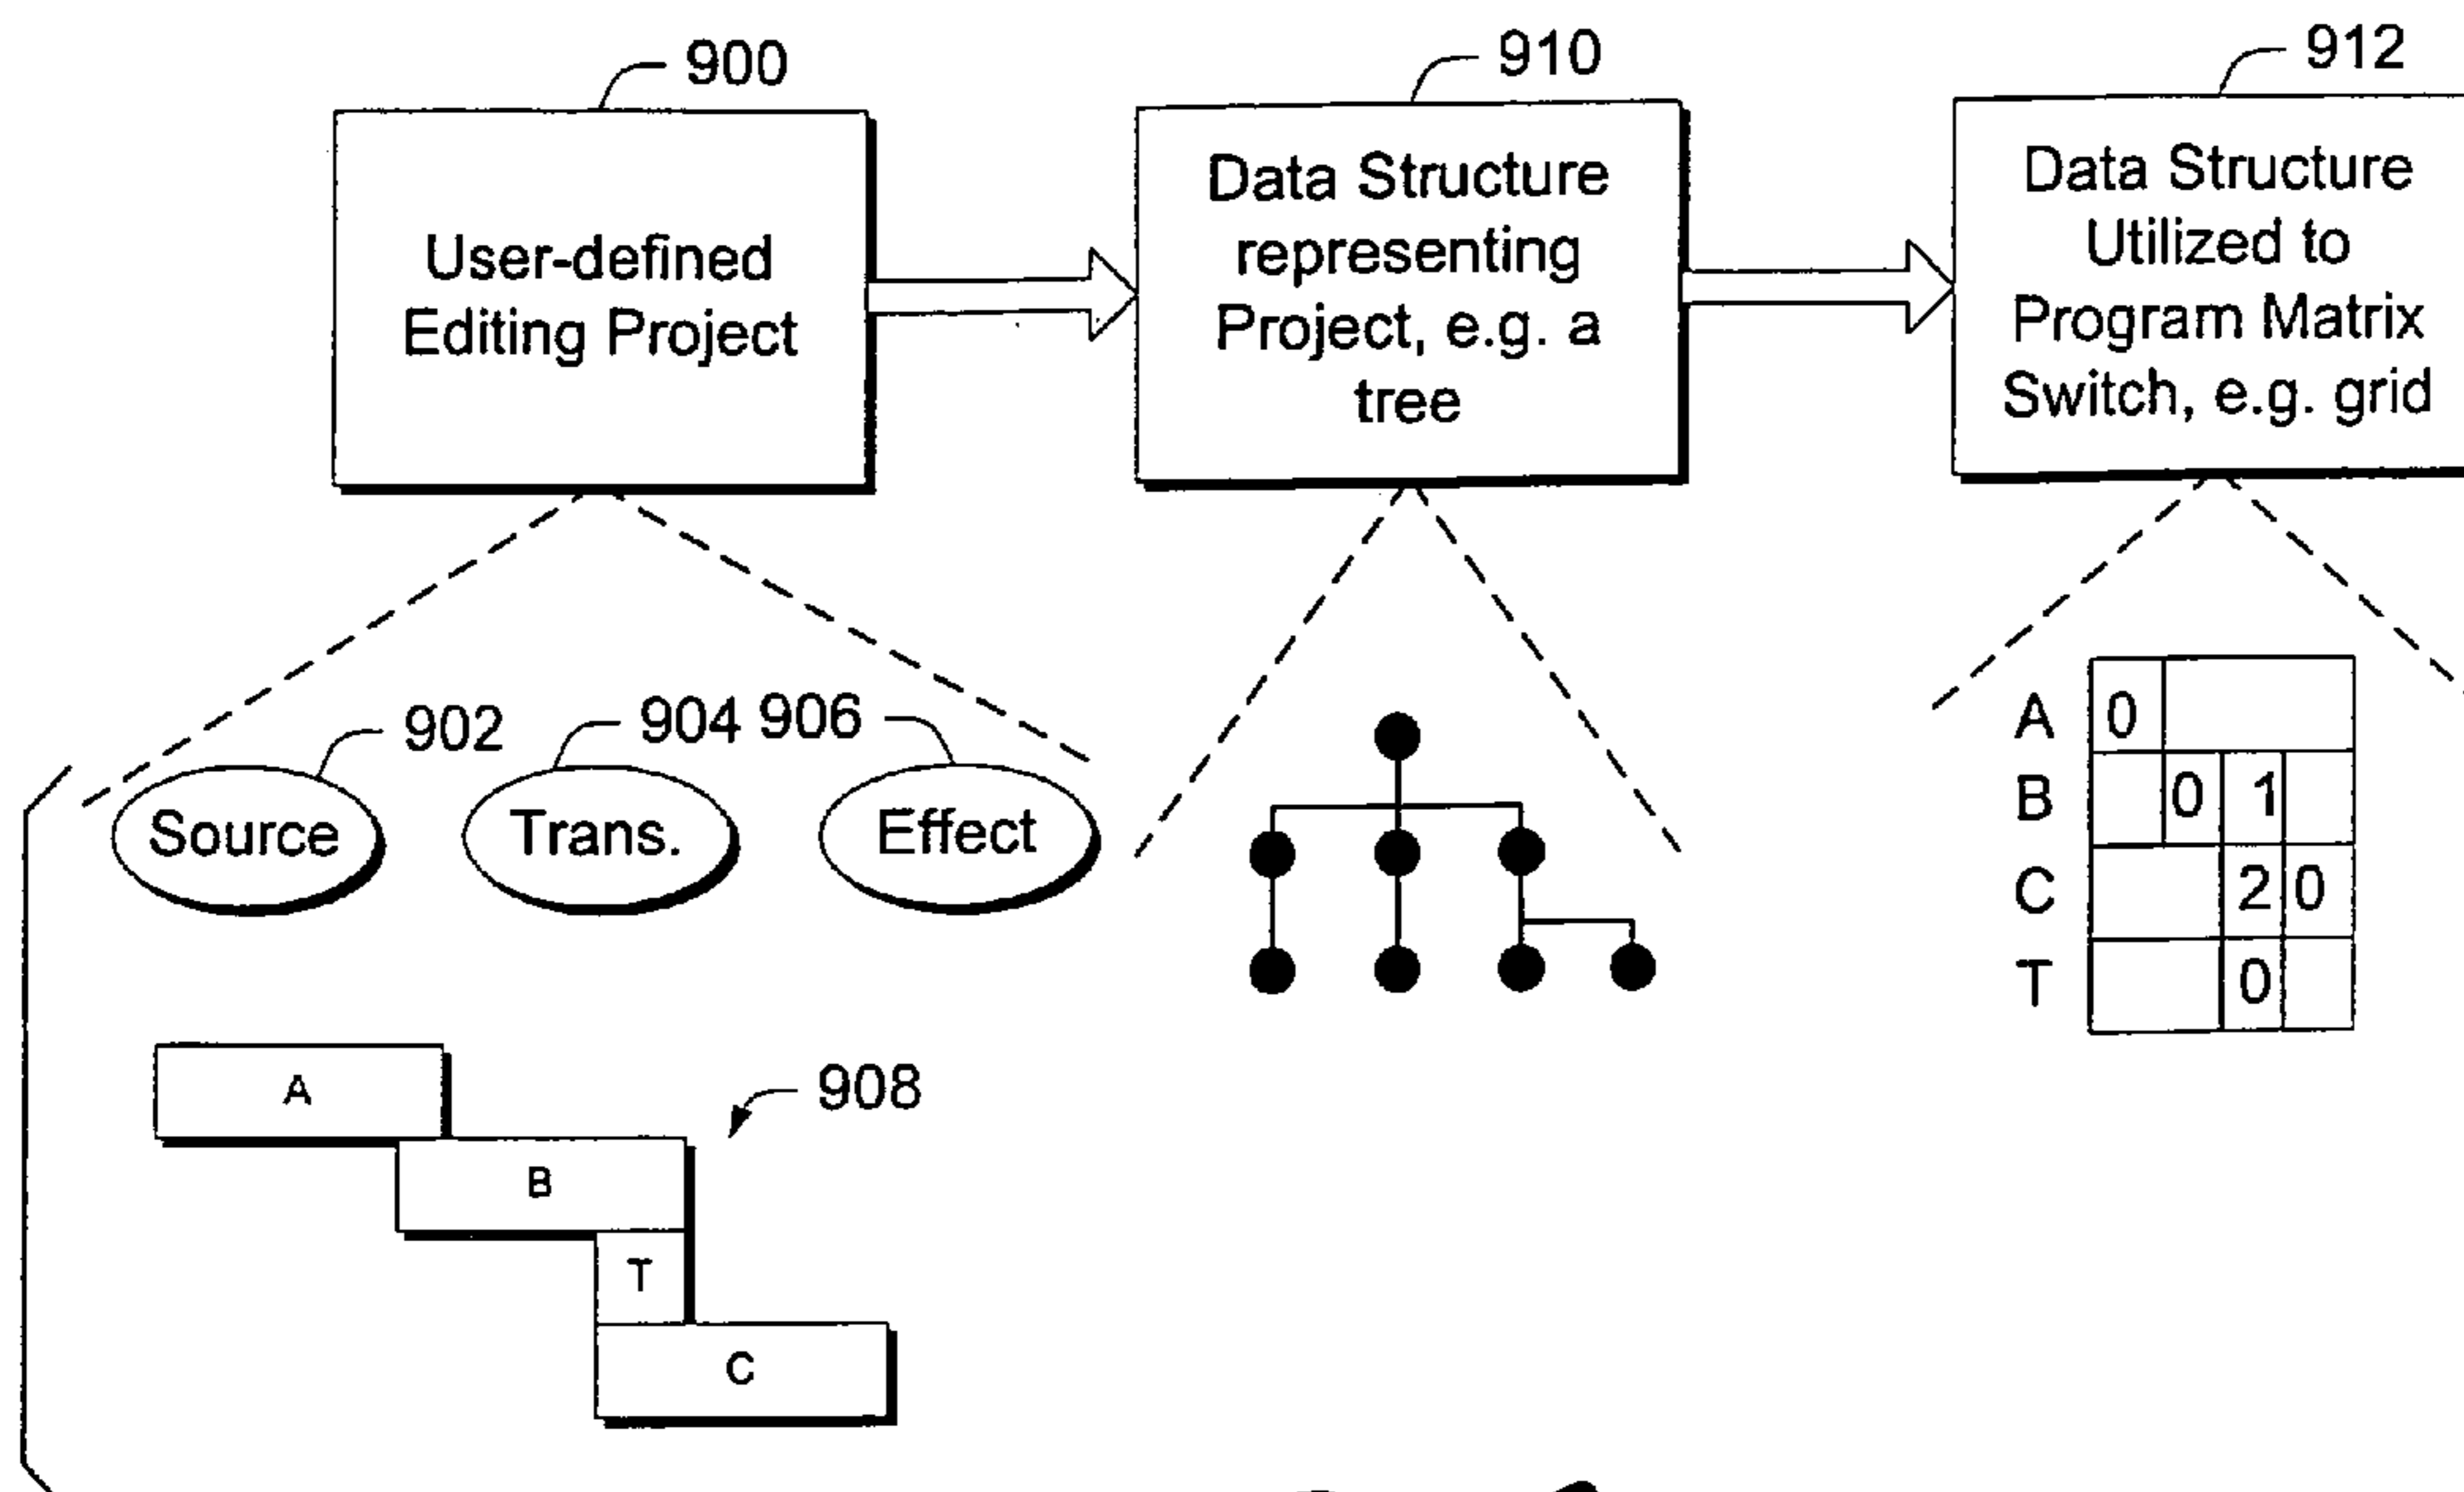 900
910
912
User-defined
Editing Project
Data Structure
representing
Project, e.g. a
tree
Data Structure
Utilized to
Program Matrix
Switch, e.g. grid
902
904
906
Source
Trans.
Effect
A
B
T
C
908
A 0
B 0 1
C 2 0
T 0